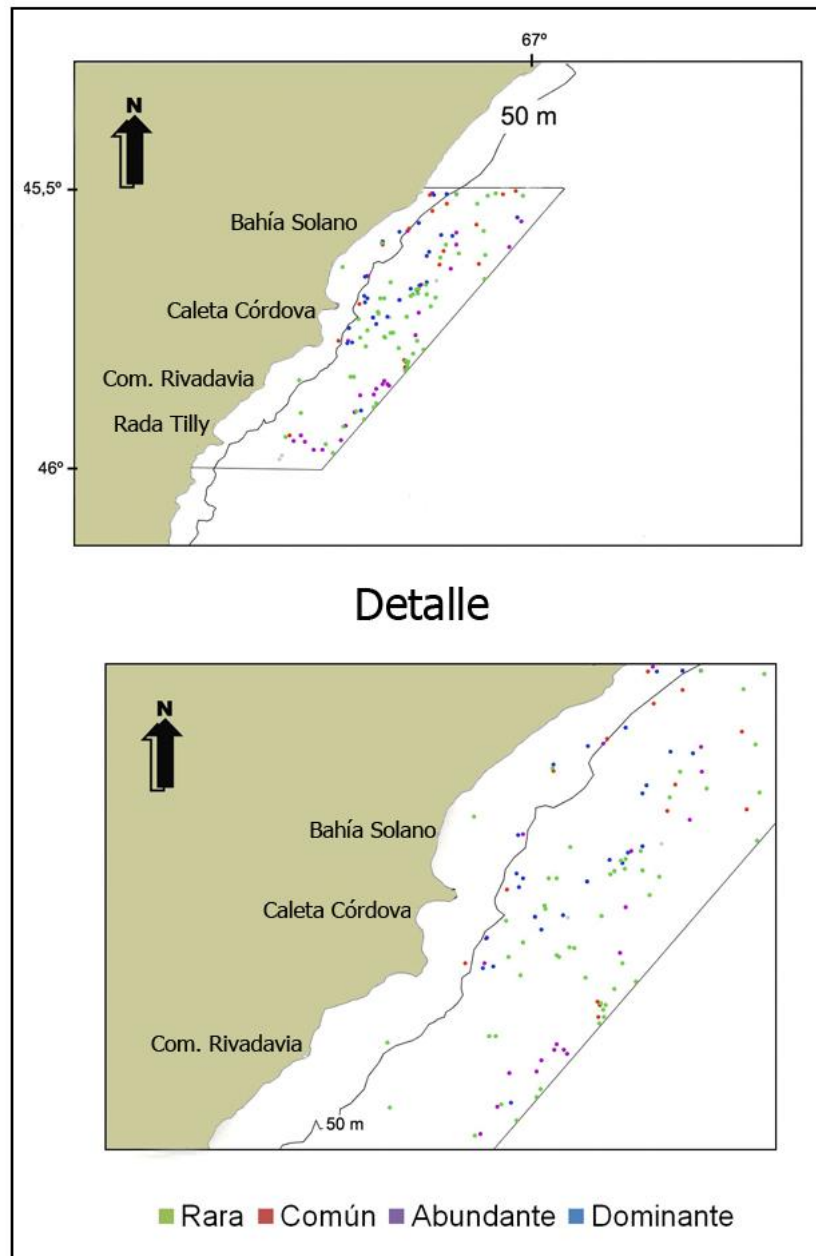 67º
N
50 m
45,5º
Bahía Solano
Caleta Córdova
Com. Rivadavia
Rada Tilly
46º
Detalle
N
Bahía Solano
Caleta Córdova
Com. Rivadavia
50 m
Rara Común Abundante Dominante